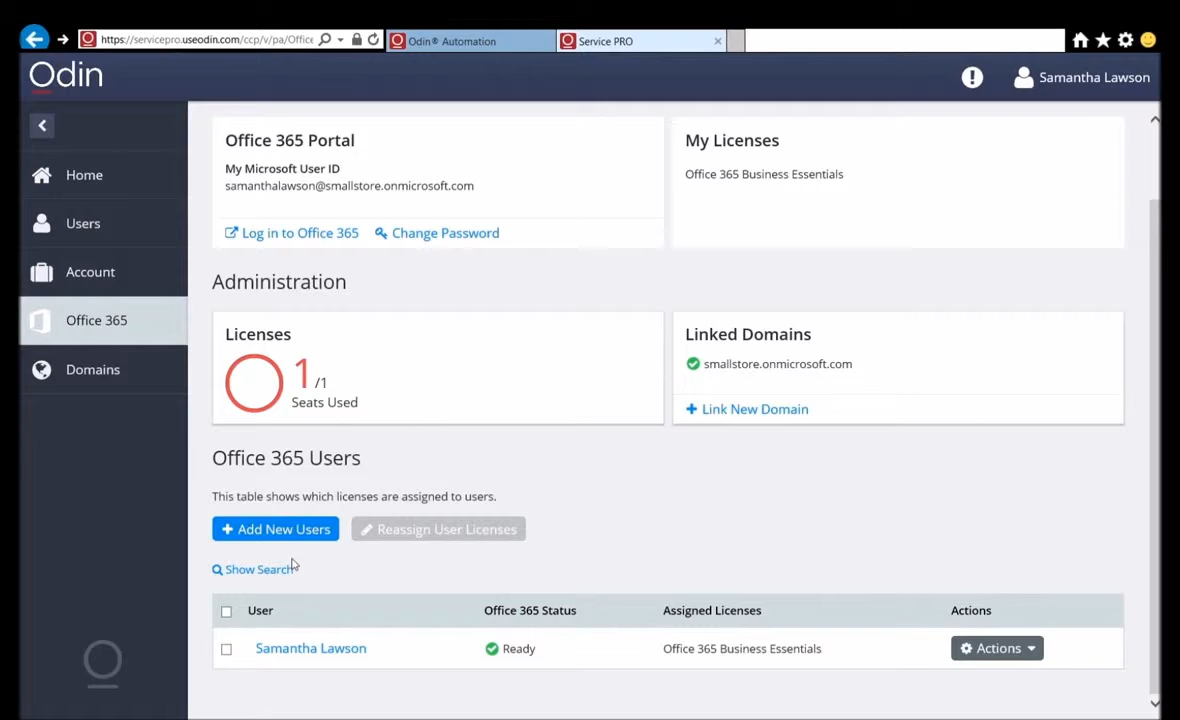 https://servicepro.useodin.com/ccp/v/pa/Office
Odin® Automation
Service PRO
Odin
Samantha Lawson
Home
Users
Account
Office 365
Domains
Office 365 Portal
My Microsoft User ID
samanthalawson@smallstore.onmicrosoft.com
Log in to Office 365
Change Password
My Licenses
Office 365 Business Essentials
Administration
Licenses
1/1
Seats Used
Linked Domains
smallstore.onmicrosoft.com
Link New Domain
Office 365 Users
This table shows which licenses are assigned to users.
Add New Users
Reassign User Licenses
Show Search
User Office 365 Status Assigned Licenses Actions
Samantha Lawson Ready Office 365 Business Essentials Actions